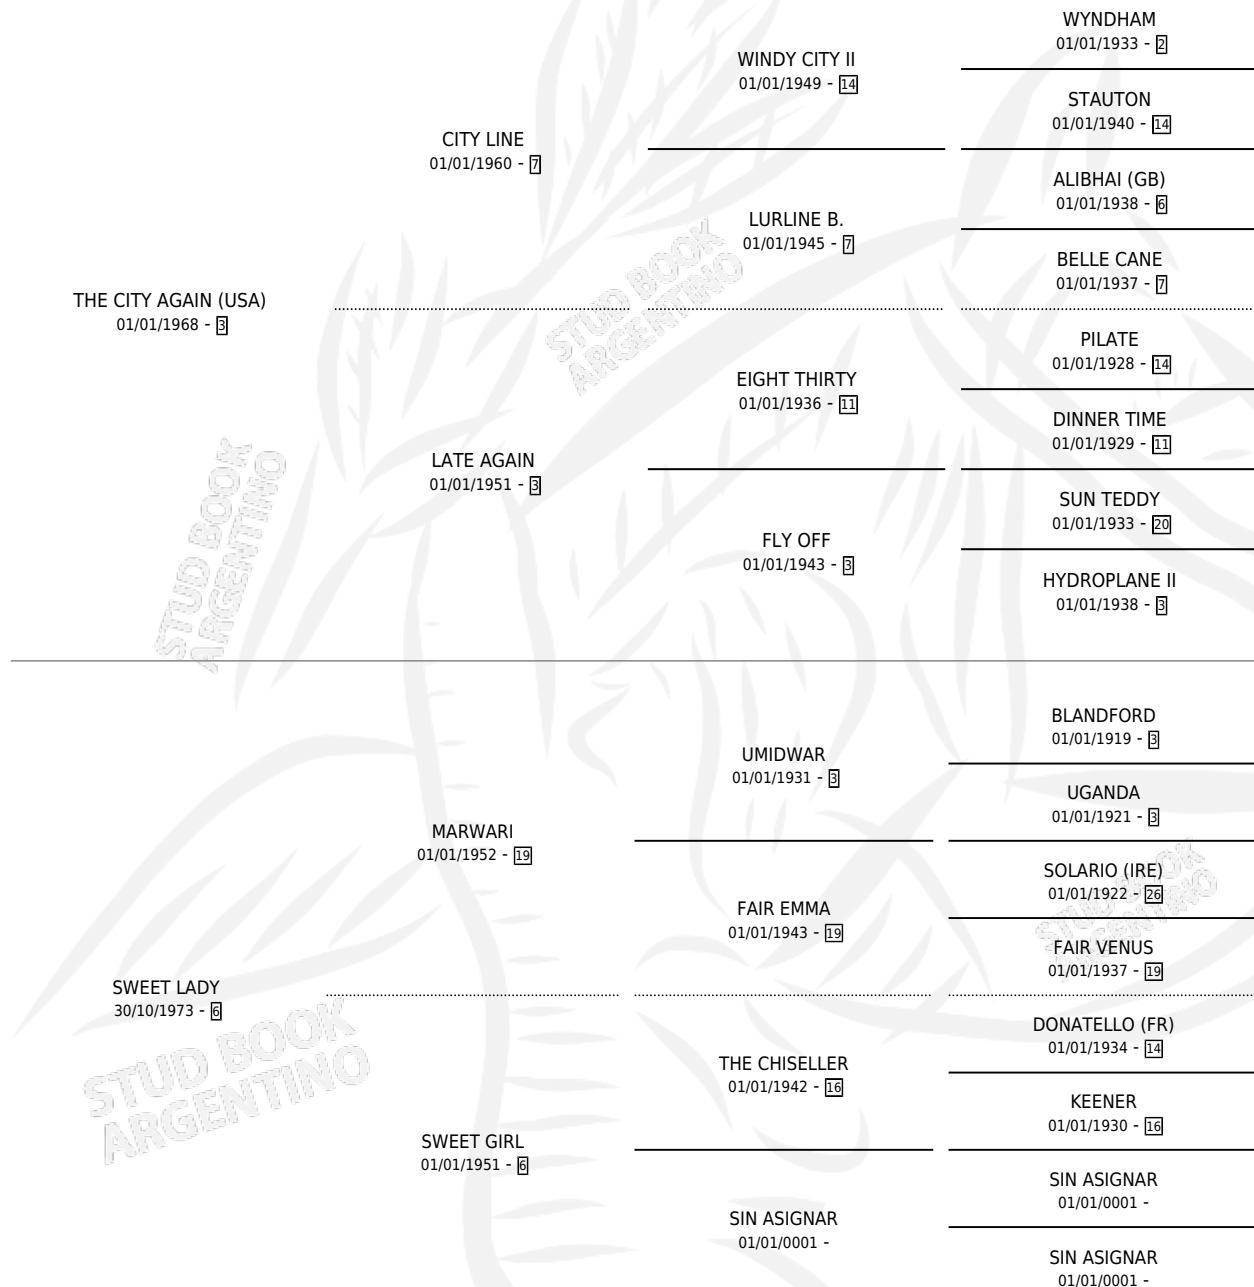 WYNDHAM
01/01/1933 - 2
WINDY CITY II
01/01/1949 - 14
STAUTON
01/01/1940 - 14
CITY LINE
01/01/1960 - 7
ALIBHAI (GB)
01/01/1938 - 6
LURLINE B.
01/01/1945 - 7
BELLE CANE
01/01/1937 - 7
THE CITY AGAIN (USA)
01/01/1968 - 3
PILATE
01/01/1928 - 14
EIGHT THIRTY
01/01/1936 - 11
DINNER TIME
01/01/1929 - 11
LATE AGAIN
01/01/1951 - 3
SUN TEDDY
01/01/1933 - 20
FLY OFF
01/01/1943 - 3
HYDROPLANE II
01/01/1938 - 3
STUD BOOK
ARGENTINO
STUD BOOK
ARGENTINO
BLANDFORD
01/01/1919 - 3
UMIDWAR
01/01/1931 - 3
UGANDA
01/01/1921 - 3
MARWARI
01/01/1952 - 19
SOLARIO (IRE)
01/01/1922 - 26
FAIR EMMA
01/01/1943 - 19
FAIR VENUS
01/01/1937 - 19
SWEET LADY
30/10/1973 - 6
DONATELLO (FR)
01/01/1934 - 14
THE CHISELLER
01/01/1942 - 16
KEENER
01/01/1930 - 16
SWEET GIRL
01/01/1951 - 6
SIN ASIGNAR
01/01/0001 -
SIN ASIGNAR
01/01/0001 -
SIN ASIGNAR
01/01/0001 -
STUD BOOK
ARGENTINO
STUD BOOK
ARGENTINO